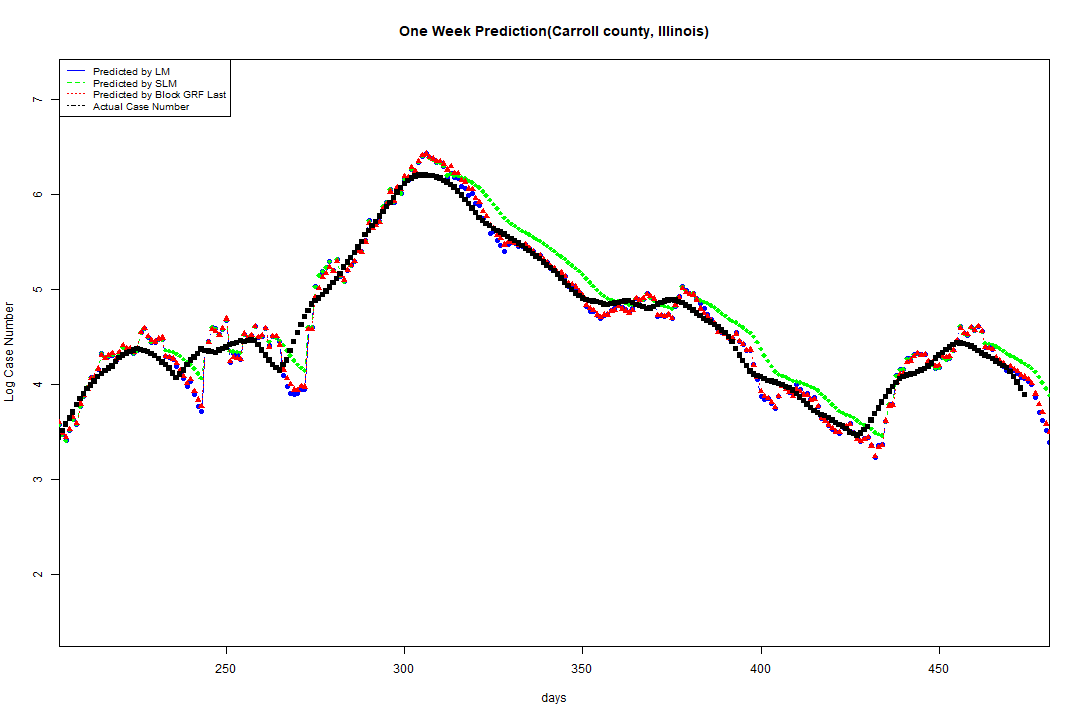 One Week Prediction(Carroll county, Illinois)
Predicted by LM
Predicted by SLM
Predicted by Block GRF Last
Actual Case Number
7
6
5
4
3
2
Log Case Number
250
300
350
400
450
days